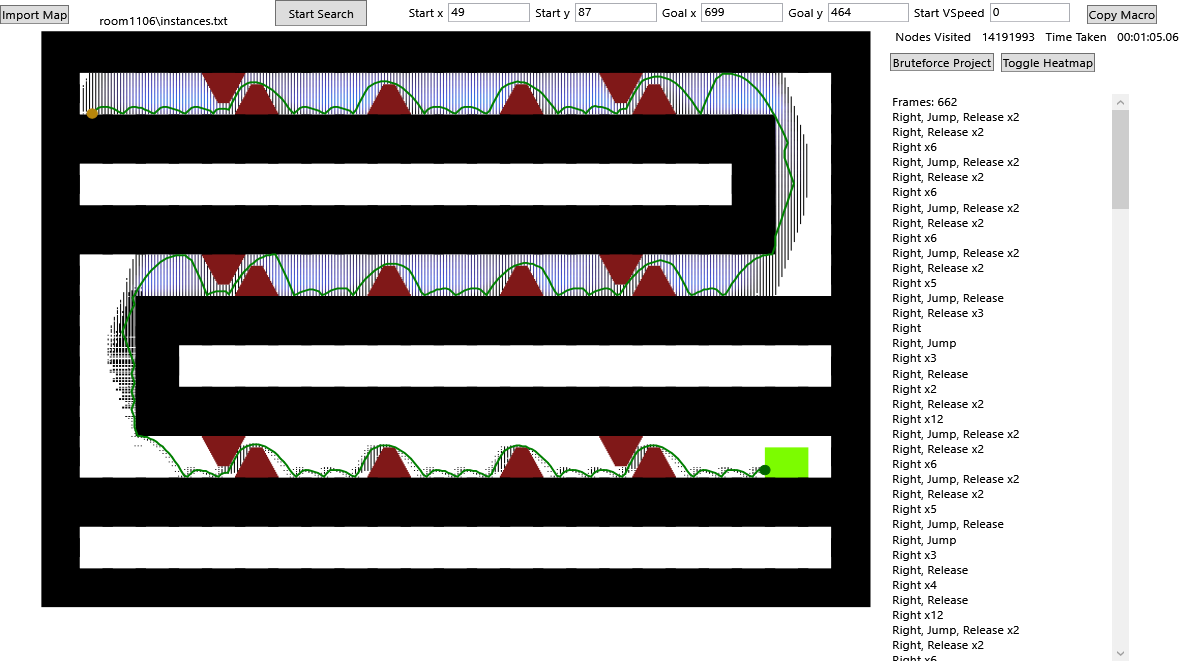 Import Map
room1106\instances.txt
Start Search
Start x 49 Start y 87 Goal x 699 Goal y 464 Start VSpeed 0
Copy Macro
Nodes Visited 14191993 Time Taken 00:01:05.06
Bruteforce Project Toggle Heatmap
Frames: 662
Right, Jump, Release x2
Right, Release x2
Right x6
Right, Jump, Release x2
Right, Release x2
Right x6
Right, Jump, Release x2
Right, Release x2
Right x6
Right, Jump, Release x2
Right, Release x2
Right x5
Right, Jump, Release
Right, Release x3
Right
Right, Jump
Right x3
Right, Release
Right x2
Right, Release x2
Right x12
Right, Jump, Release x2
Right, Release x2
Right x6
Right, Jump, Release x2
Right, Release x2
Right x5
Right, Jump, Release
Right, Jump
Right x3
Right, Release
Right x4
Right, Release
Right x12
Right, Jump, Release x2
Right, Release x2
Right x6